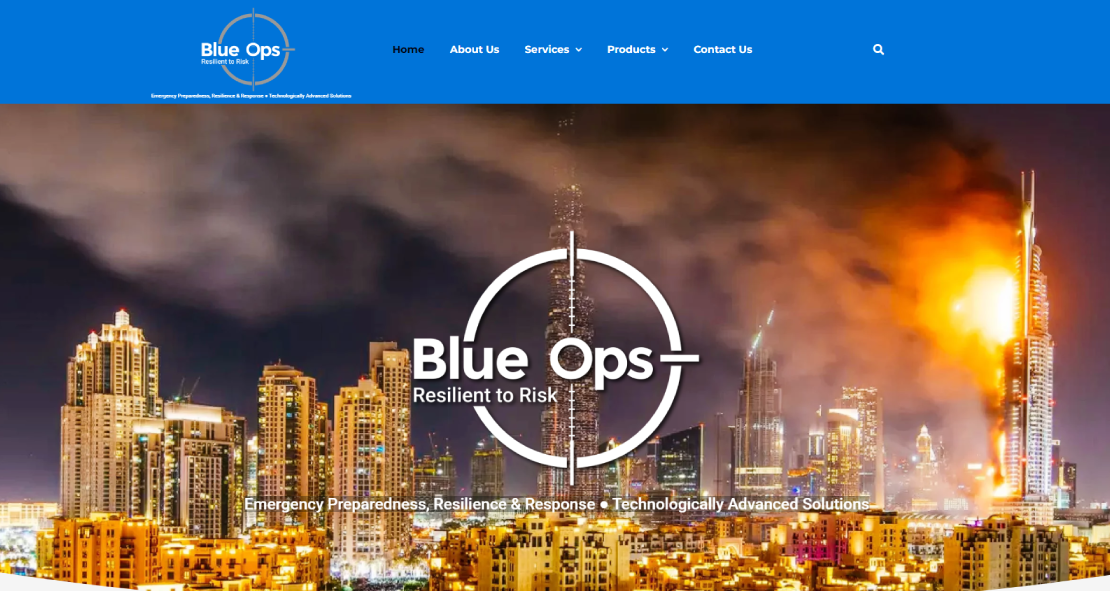 Blue Ops
Resilient to Risk
Emergency Preparedness, Resilience & Response • Technologically Advanced Solutions
Home
About Us
Services
Products
Contact Us
Blue Ops
Resilient to Risk
Emergency Preparedness, Resilience & Response • Technologically Advanced Solutions